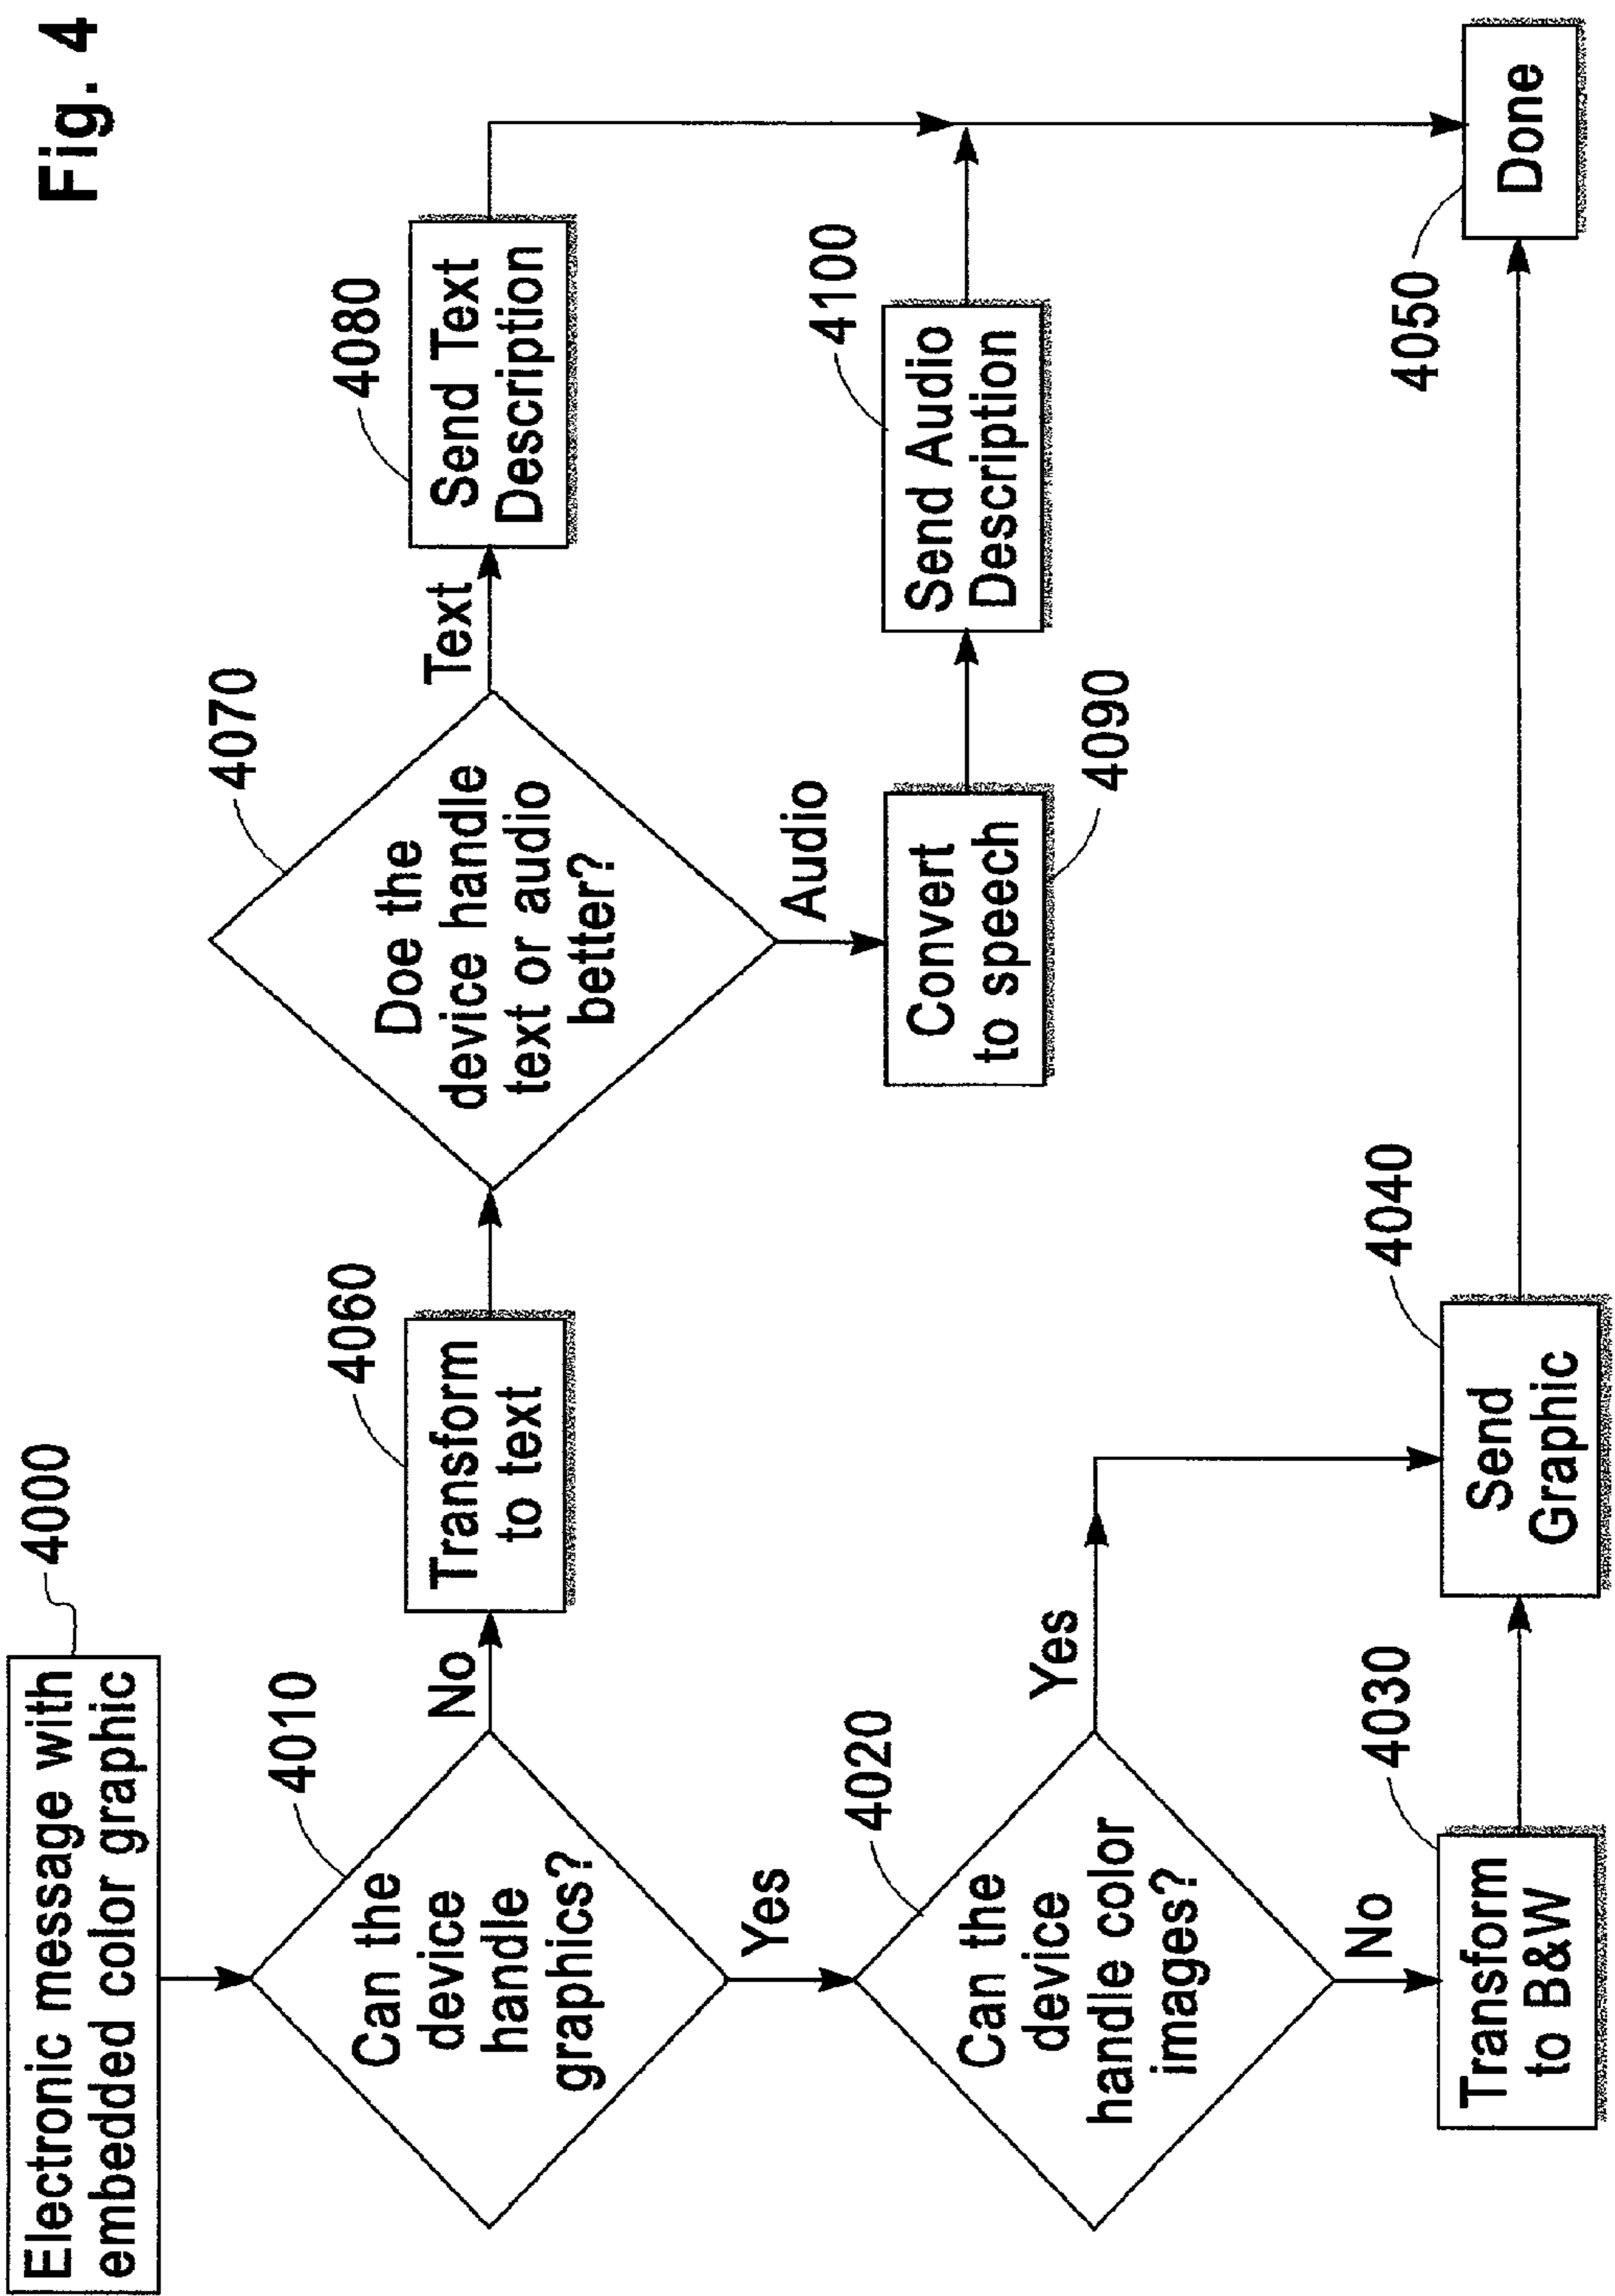 Fig. 4
Electronic message with
embedded color graphic
4000
Can the
device
handle
graphics?
4010
No
Transform
to text
4060
Doe the
device handle
text or audio
better?
4070
Text
Send Text
Description
4080
Audio
Convert
to speech
4090
Send Audio
Description
4100
Yes
Can the
device
handle color
images?
4020
Yes
No
Transform
to B&W
4030
Send
Graphic
4040
Done
4050